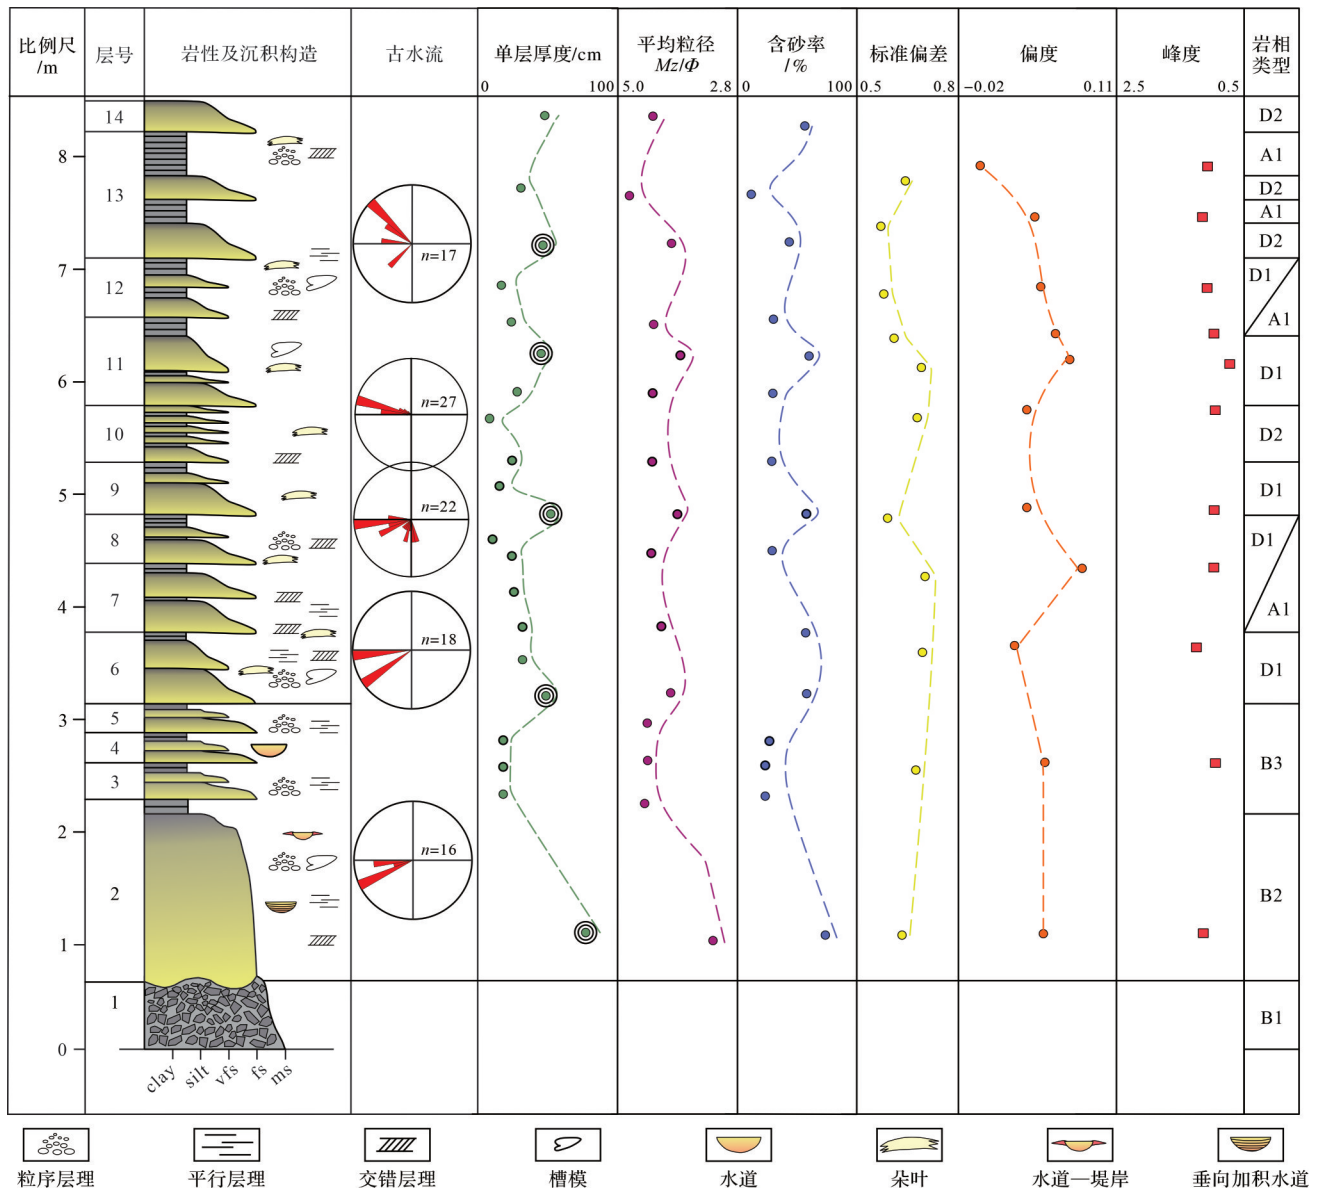 比例尺
/m
层号
岩性及沉积构造
古水流
单层厚度/cm
0 100
平均粒径
Mz/Φ
5.0 2.8
含砂率
/%
0 100
标准偏差
0.5 0.8
偏度
−0.02 0.11
峰度
2.5 0.5
岩相
类型
14 D2
8 A1
13 D2
A1
n=17 D2
7
12 D1
A1
11
6 D1
n=27
10 D2
9 D1
5
n=22
8 D1
7
4 A1
n=18
6 D1
3
5
4 B3
3
2
n=16
2 B2
1
1 B1
0
clay silt vfs fs ms
粒序层理 平行层理 交错层理 槽模 水道 朵叶 水道—堤岸 垂向加积水道